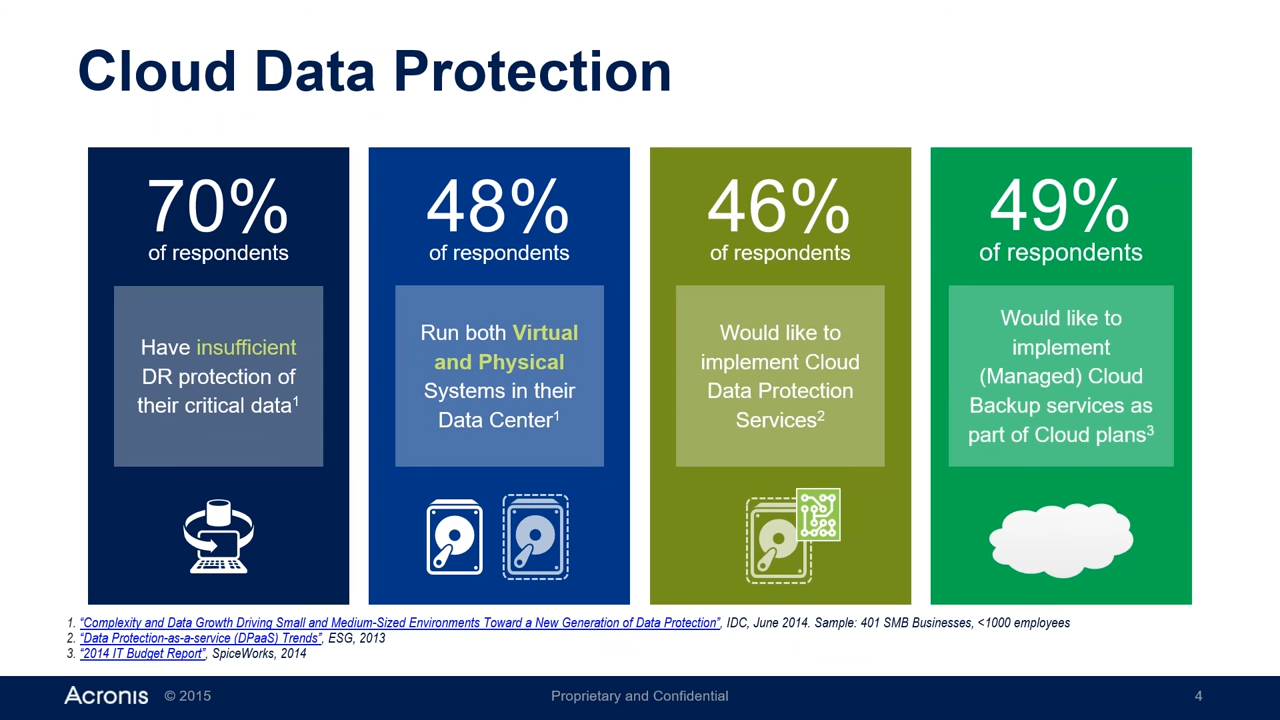 Cloud Data Protection
70%
of respondents
Have insufficient
DR protection of
their critical data1
48%
of respondents
Run both Virtual
and Physical
Systems in their
Data Center1
46%
of respondents
Would like to
implement Cloud
Data Protection
Services2
49%
of respondents
Would like to
implement
(Managed) Cloud
Backup services as
part of Cloud plans3
1. “Complexity and Data Growth Driving Small and Medium-Sized Environments Toward a New Generation of Data Protection”, IDC, June 2014. Sample: 401 SMB Businesses, <1000 employees
2. “Data Protection-as-a-service (DPaaS) Trends”, ESG, 2013
3. “2014 IT Budget Report”, SpiceWorks, 2014
Acronis © 2015 Proprietary and Confidential 4